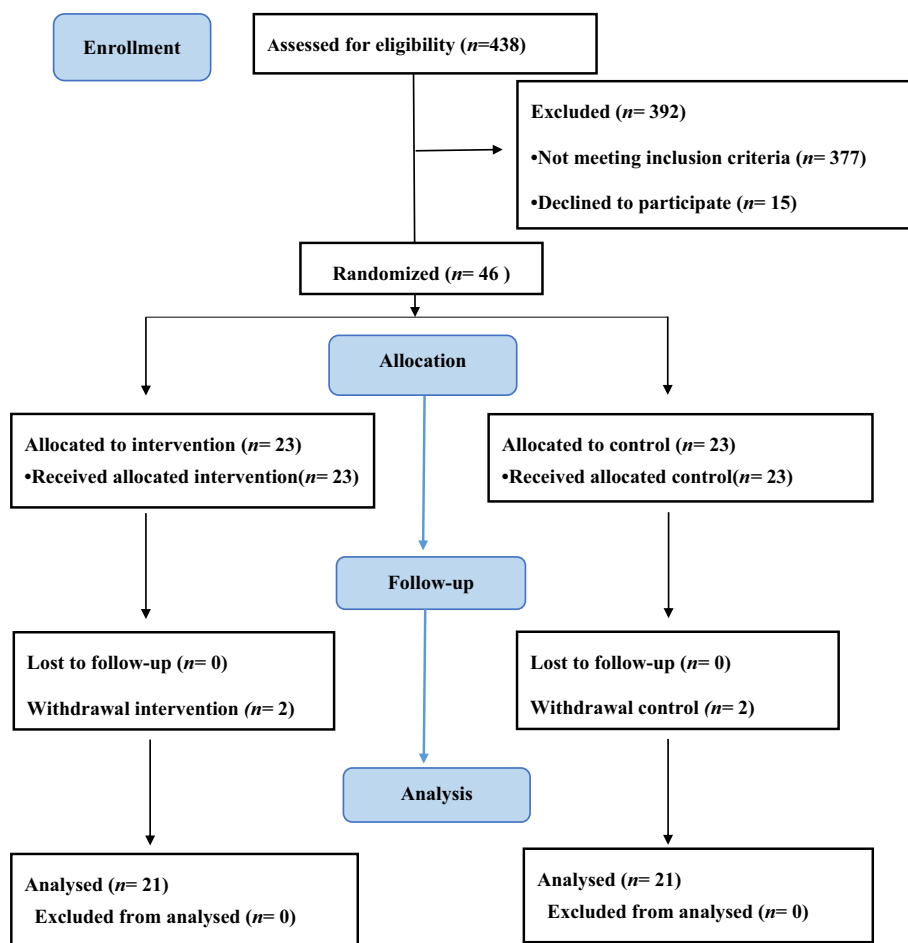 Enrollment
Assessed for eligibility (n=438)
Excluded (n= 392)
•Not meeting inclusion criteria (n= 377)
•Declined to participate (n= 15)
Randomized (n= 46 )
Allocation
Allocated to intervention (n= 23)
•Received allocated intervention(n= 23)
Allocated to control (n= 23)
•Received allocated control(n= 23)
Follow-up
Lost to follow-up (n= 0)
Withdrawal intervention (n= 2)
Lost to follow-up (n= 0)
Withdrawal control (n= 2)
Analysis
Analysed (n= 21)
Excluded from analysed (n= 0)
Analysed (n= 21)
Excluded from analysed (n= 0)